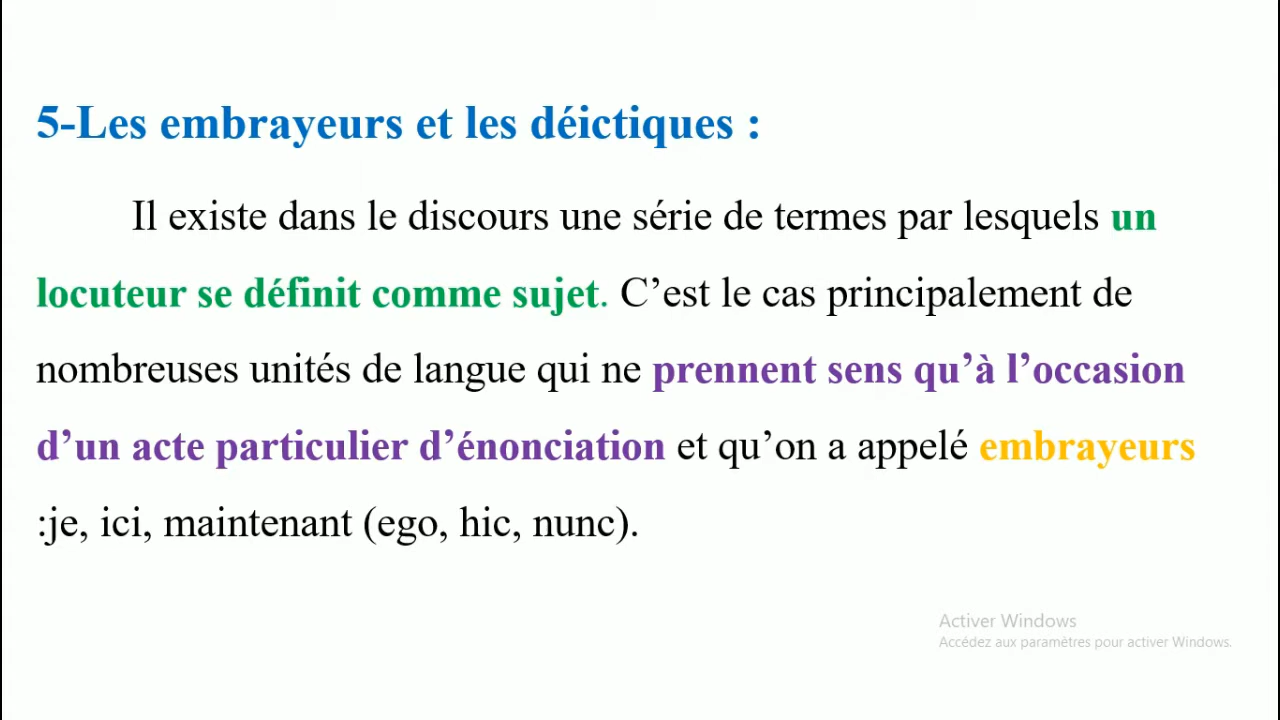 5-Les embrayeurs et les déictiques :
Il existe dans le discours une série de termes par lesquels un
locuteur se définit comme sujet. C’est le cas principalement de
nombreuses unités de langue qui ne prennent sens qu’à l’occasion
d’un acte particulier d’énonciation et qu’on a appelé embrayeurs
:je, ici, maintenant (ego, hic, nunc).
Activer Windows
Accédez aux paramètres pour activer Windows.